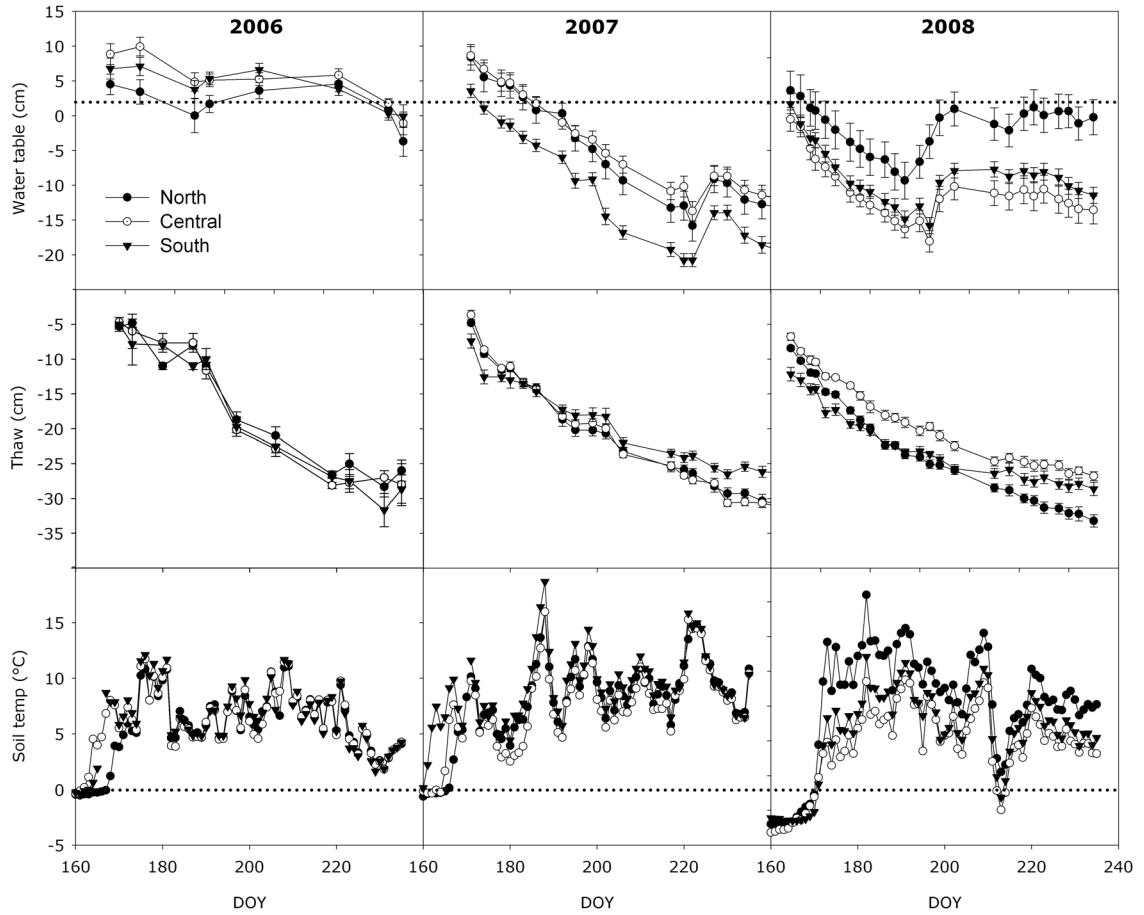 2006 2007 2008
15
10
5
0
-5
-10
-15
-20
Water table (cm)
North
Central
South
-5
-10
-15
-20
-25
-30
-35
Thaw (cm)
15
10
5
0
-5
Soil temp (°C)
160 180 200 220 160 180 200 220 160 180 200 220 240
DOY DOY DOY